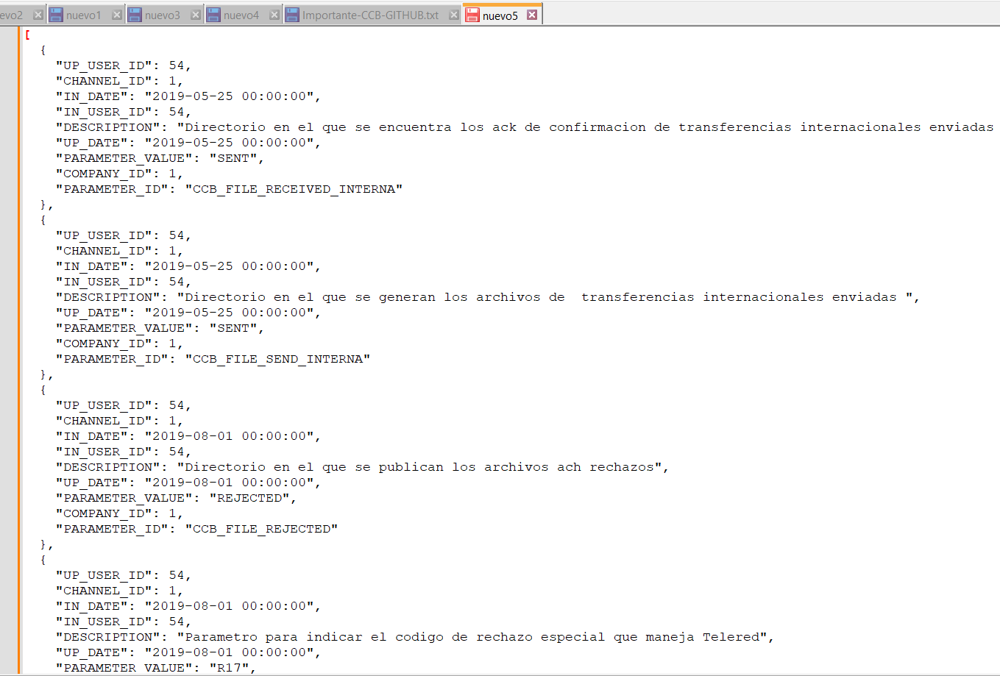 evo2 nuevo1 nuevo3 nuevo4 Importante-CCB-GITHUB.txt nuevo5
[
  {
    "UP_USER_ID": 54,
    "CHANNEL_ID": 1,
    "IN_DATE": "2019-05-25 00:00:00",
    "IN_USER_ID": 54,
    "DESCRIPTION": "Directorio en el que se encuentra los ack de confirmacion de transferencias internacionales enviadas
    "UP_DATE": "2019-05-25 00:00:00",
    "PARAMETER_VALUE": "SENT",
    "COMPANY_ID": 1,
    "PARAMETER_ID": "CCB_FILE_RECEIVED_INTERNA"
  },
  {
    "UP_USER_ID": 54,
    "CHANNEL_ID": 1,
    "IN_DATE": "2019-05-25 00:00:00",
    "IN_USER_ID": 54,
    "DESCRIPTION": "Directorio en el que se generan los archivos de  transferencias internacionales enviadas ",
    "UP_DATE": "2019-05-25 00:00:00",
    "PARAMETER_VALUE": "SENT",
    "COMPANY_ID": 1,
    "PARAMETER_ID": "CCB_FILE_SEND_INTERNA"
  },
  {
    "UP_USER_ID": 54,
    "CHANNEL_ID": 1,
    "IN_DATE": "2019-08-01 00:00:00",
    "IN_USER_ID": 54,
    "DESCRIPTION": "Directorio en el que se publican los archivos ach rechazos",
    "UP_DATE": "2019-08-01 00:00:00",
    "PARAMETER_VALUE": "REJECTED",
    "COMPANY_ID": 1,
    "PARAMETER_ID": "CCB_FILE_REJECTED"
  },
  {
    "UP_USER_ID": 54,
    "CHANNEL_ID": 1,
    "IN_DATE": "2019-08-01 00:00:00",
    "IN_USER_ID": 54,
    "DESCRIPTION": "Parametro para indicar el codigo de rechazo especial que maneja Telered",
    "UP_DATE": "2019-08-01 00:00:00",
    "PARAMETER_VALUE": "R17",